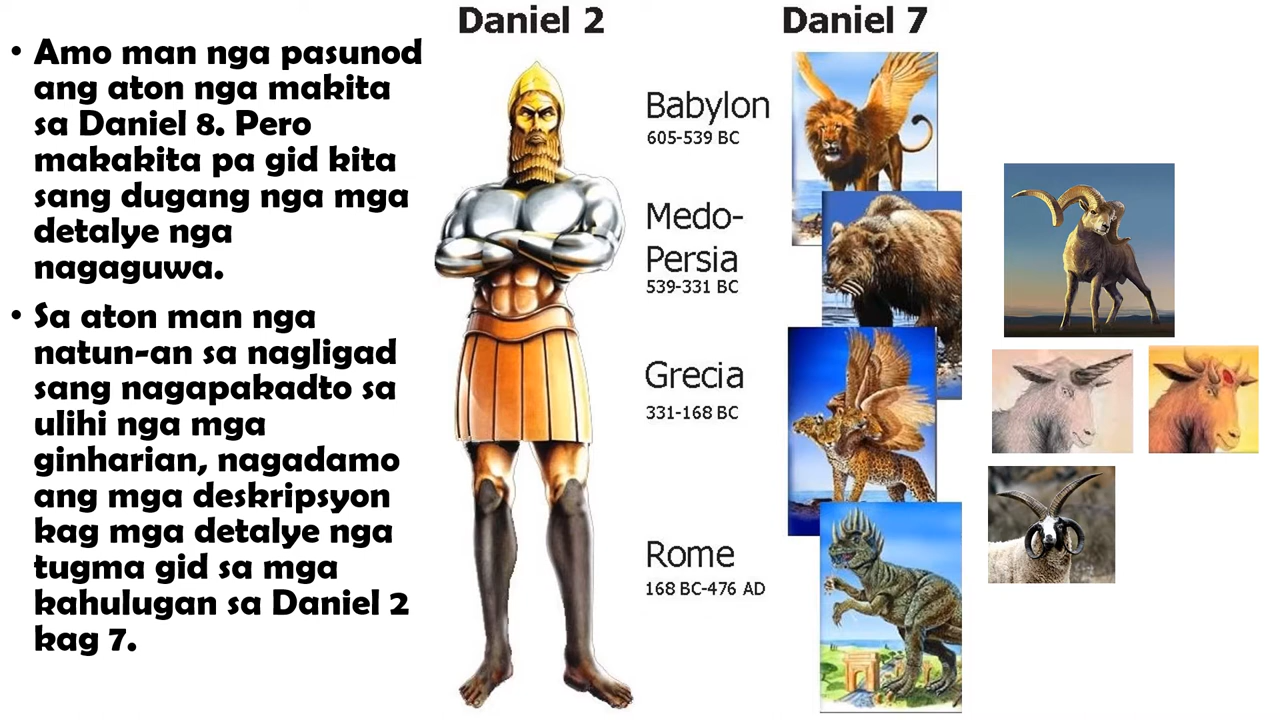 • Amo man nga pasunod
ang aton nga makita
sa Daniel 8. Pero
makakita pa gid kita
sang dugang nga mga
detalye nga
nagaguwa.
• Sa aton man nga
natun-an sa nagligad
sang nagapakadto sa
ulihi nga mga
ginharian, nagadamo
ang mga deskripsyon
kag mga detalye nga
tugma gid sa mga
kahulugan sa Daniel 2
kag 7.
Daniel 2
Daniel 7
Babylon
605-539 BC
Medo-
Persia
539-331 BC
Grecia
331-168 BC
Rome
168 BC-476 AD